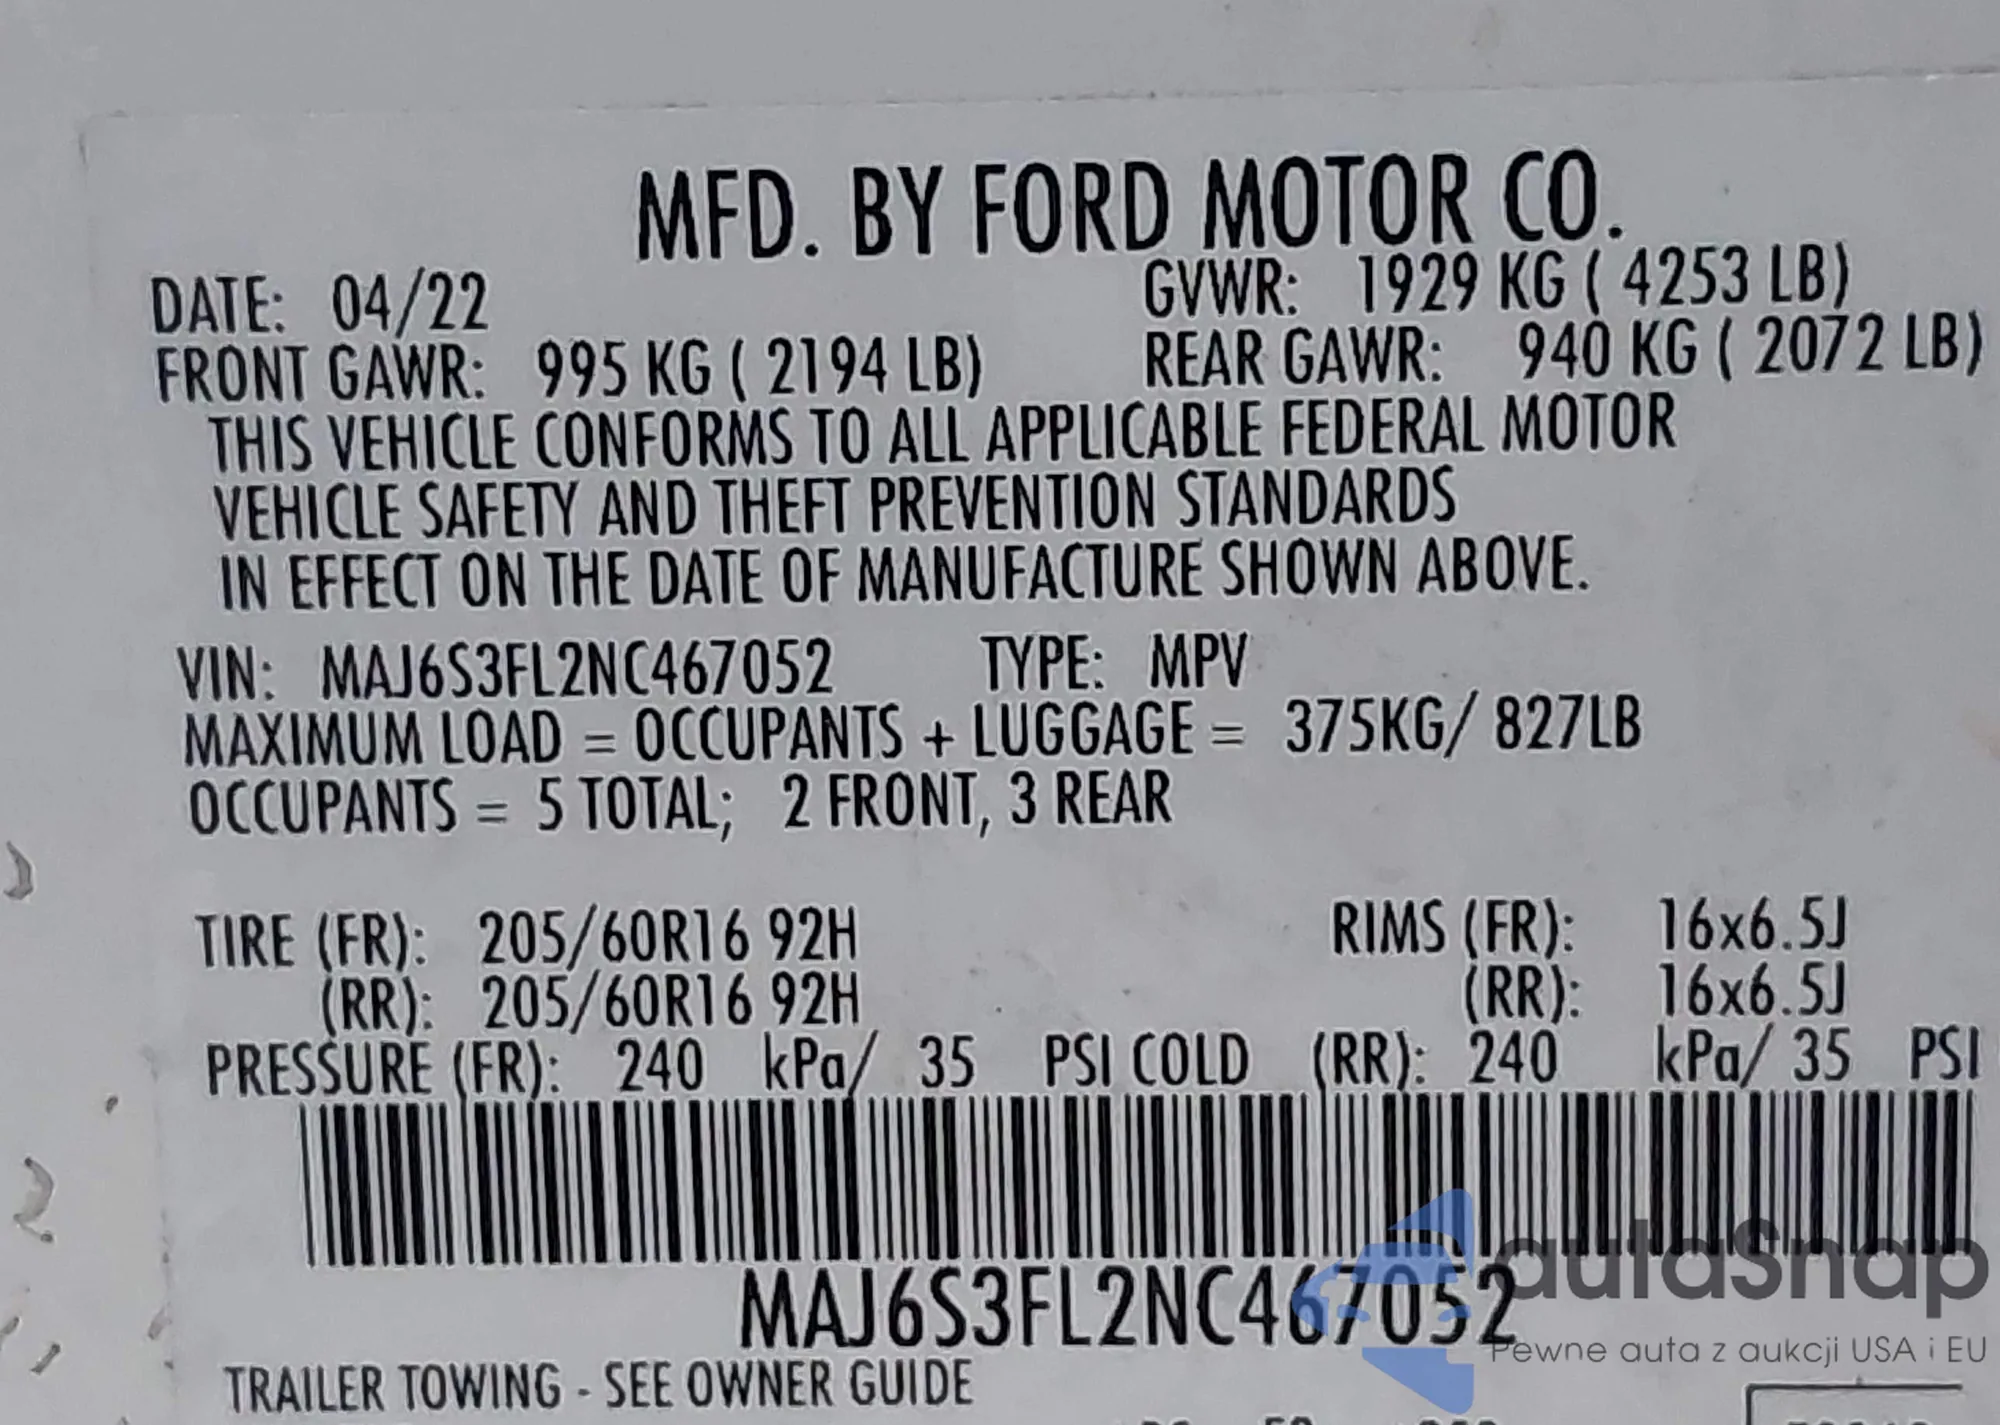 MFD. BY FORD MOTOR CO.
DATE: 04/22 GVWR: 1929 KG ( 4253 LB)
FRONT GAWR: 995 KG ( 2194 LB) REAR GAWR: 940 KG ( 2072 LB)
THIS VEHICLE CONFORMS TO ALL APPLICABLE FEDERAL MOTOR
VEHICLE SAFETY AND THEFT PREVENTION STANDARDS
IN EFFECT ON THE DATE OF MANUFACTURE SHOWN ABOVE.
VIN: MAJ6S3FL2NC467052 TYPE: MPV
MAXIMUM LOAD = OCCUPANTS + LUGGAGE = 375KG/ 827LB
OCCUPANTS = 5 TOTAL; 2 FRONT, 3 REAR
TIRE (FR): 205/60R16 92H RIMS (FR): 16x6.5J
(RR): 205/60R16 92H (RR): 16x6.5J
PRESSURE (FR): 240 kPa/ 35 PSI COLD (RR): 240 kPa/ 35 PSI
MAJ6S3FL2NC467052
autaSnap
Pewne auta z aukcji USA i EU
TRAILER TOWING - SEE OWNER GUIDE